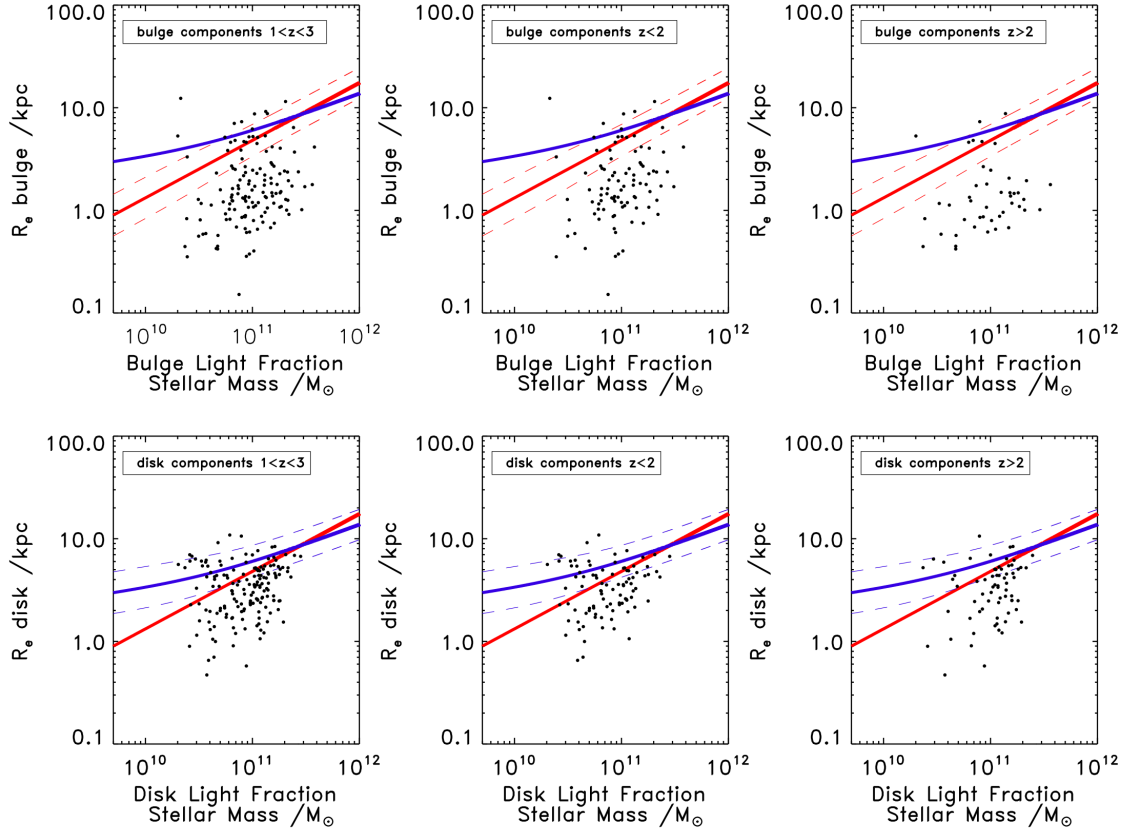 bulge components 1<z<3
100.0
10.0
1.0
0.1
R_e bulge /kpc
10^10 10^11 10^12
Bulge Light Fraction
Stellar Mass /M_⊙
bulge components z<2
100.0
10.0
1.0
0.1
R_e bulge /kpc
10^10 10^11 10^12
Bulge Light Fraction
Stellar Mass /M_⊙
bulge components z>2
100.0
10.0
1.0
0.1
R_e bulge /kpc
10^10 10^11 10^12
Bulge Light Fraction
Stellar Mass /M_⊙
disk components 1<z<3
100.0
10.0
1.0
0.1
R_e disk /kpc
10^10 10^11 10^12
Disk Light Fraction
Stellar Mass /M_⊙
disk components z<2
100.0
10.0
1.0
0.1
R_e disk /kpc
10^10 10^11 10^12
Disk Light Fraction
Stellar Mass /M_⊙
disk components z>2
100.0
10.0
1.0
0.1
R_e disk /kpc
10^10 10^11 10^12
Disk Light Fraction
Stellar Mass /M_⊙